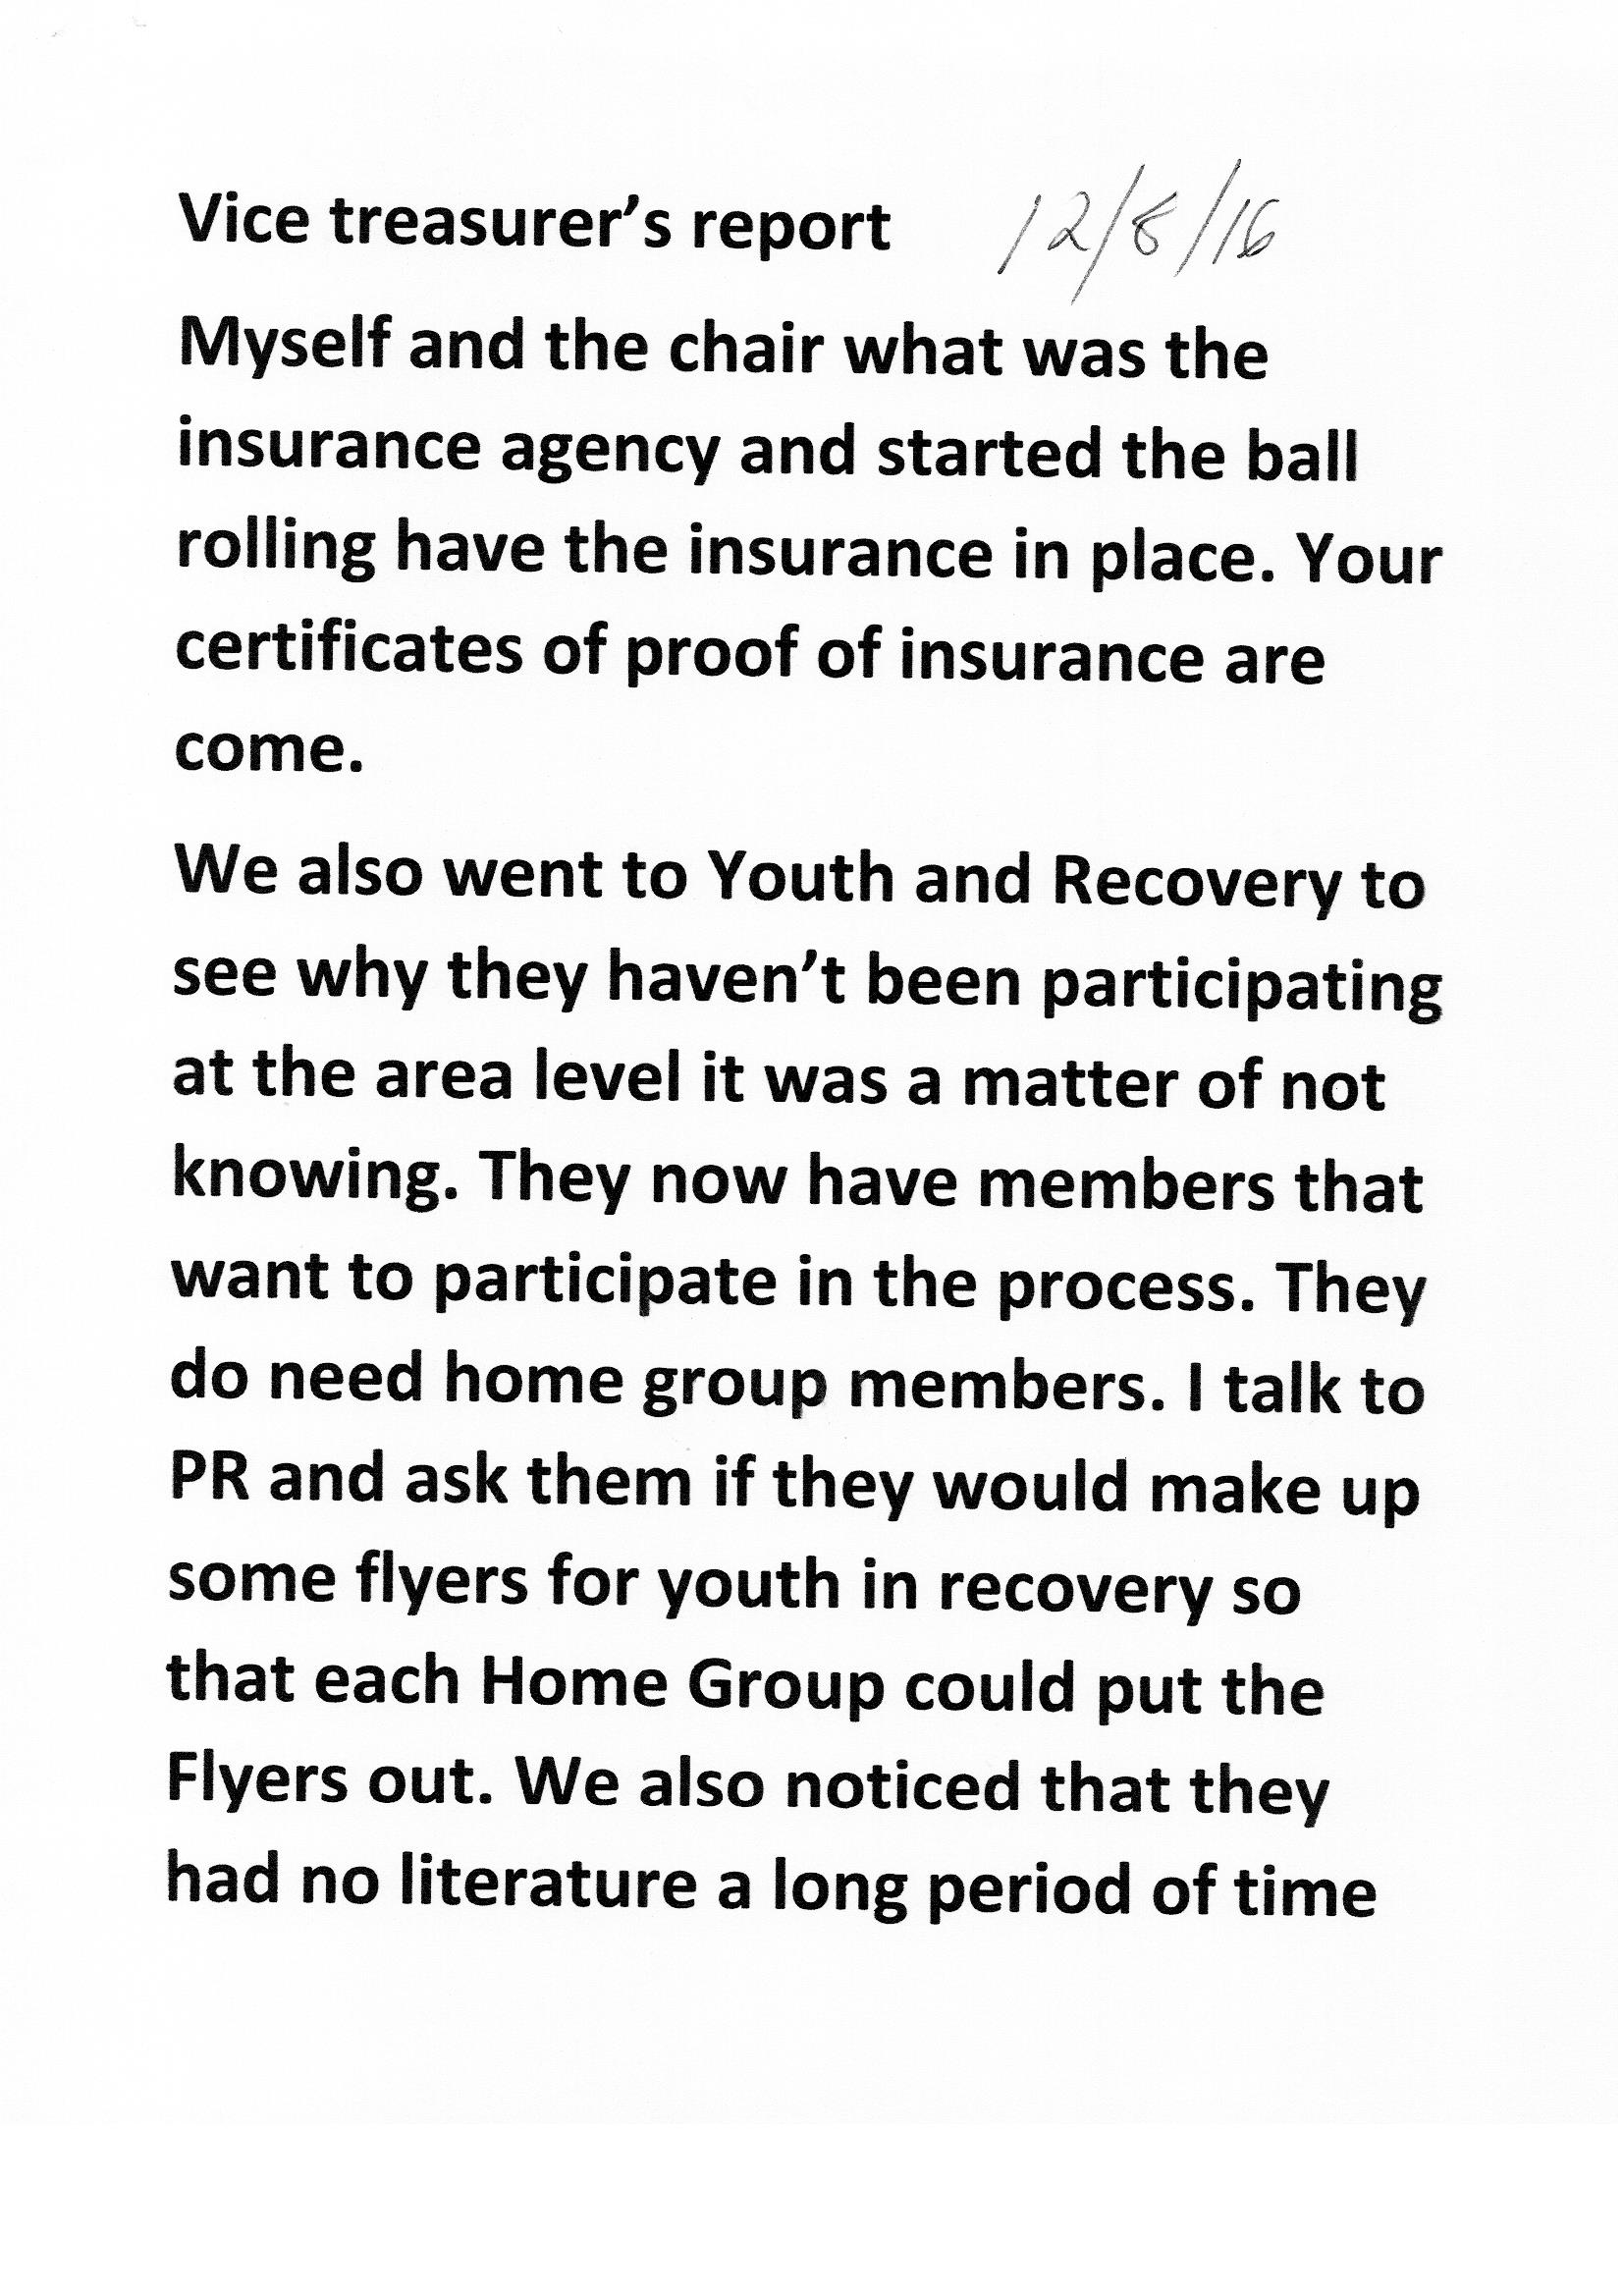 Vice treasurer’s report 12/8/16
Myself and the chair what was the
insurance agency and started the ball
rolling have the insurance in place. Your
certificates of proof of insurance are
come.
We also went to Youth and Recovery to
see why they haven’t been participating
at the area level it was a matter of not
knowing. They now have members that
want to participate in the process. They
do need home group members. I talk to
PR and ask them if they would make up
some flyers for youth in recovery so
that each Home Group could put the
Flyers out. We also noticed that they
had no literature a long period of time